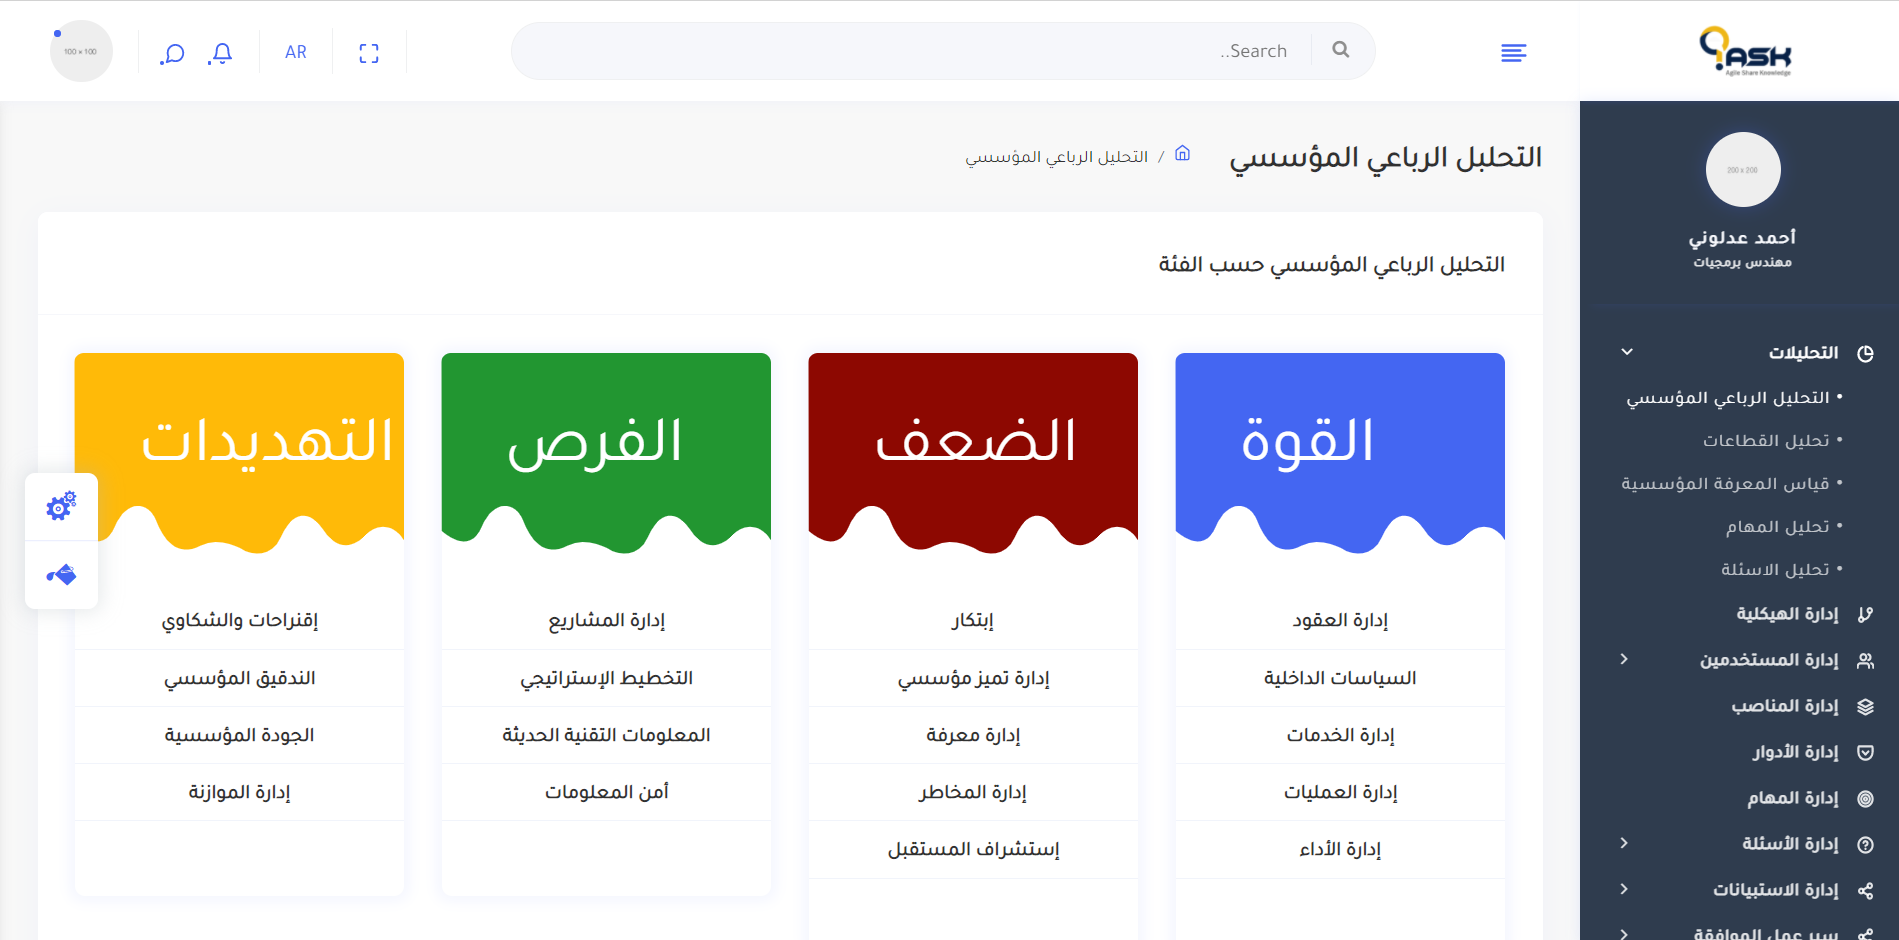 ASK
Agile Share Knowledge
Search..
AR
100 × 100
200 x 200
أحمد عدلوني
مهندس برمجيات
التحليلات
• التحليل الرباعي المؤسسي
• تحليل القطاعات
• قياس المعرفة المؤسسية
• تحليل المهام
• تحليل الاسئلة
إدارة الهيكلية
إدارة المستخدمين
إدارة المناصب
إدارة الأدوار
إدارة المهام
إدارة الأسئلة
إدارة الاستبيانات
سير عمل الموافقة
التحليل الرباعي المؤسسي
/ التحليل الرباعي المؤسسي
التحليل الرباعي المؤسسي حسب الفئة
القوة
إدارة العقود
السياسات الداخلية
إدارة الخدمات
إدارة العمليات
إدارة الأداء
الضعف
إبتكار
إدارة تميز مؤسسي
إدارة معرفة
إدارة المخاطر
إستشراف المستقبل
الفرص
إدارة المشاريع
التخطيط الإستراتيجي
المعلومات التقنية الحديثة
أمن المعلومات
التهديدات
إقتراحات والشكاوي
التدقيق المؤسسي
الجودة المؤسسية
إدارة الموازنة